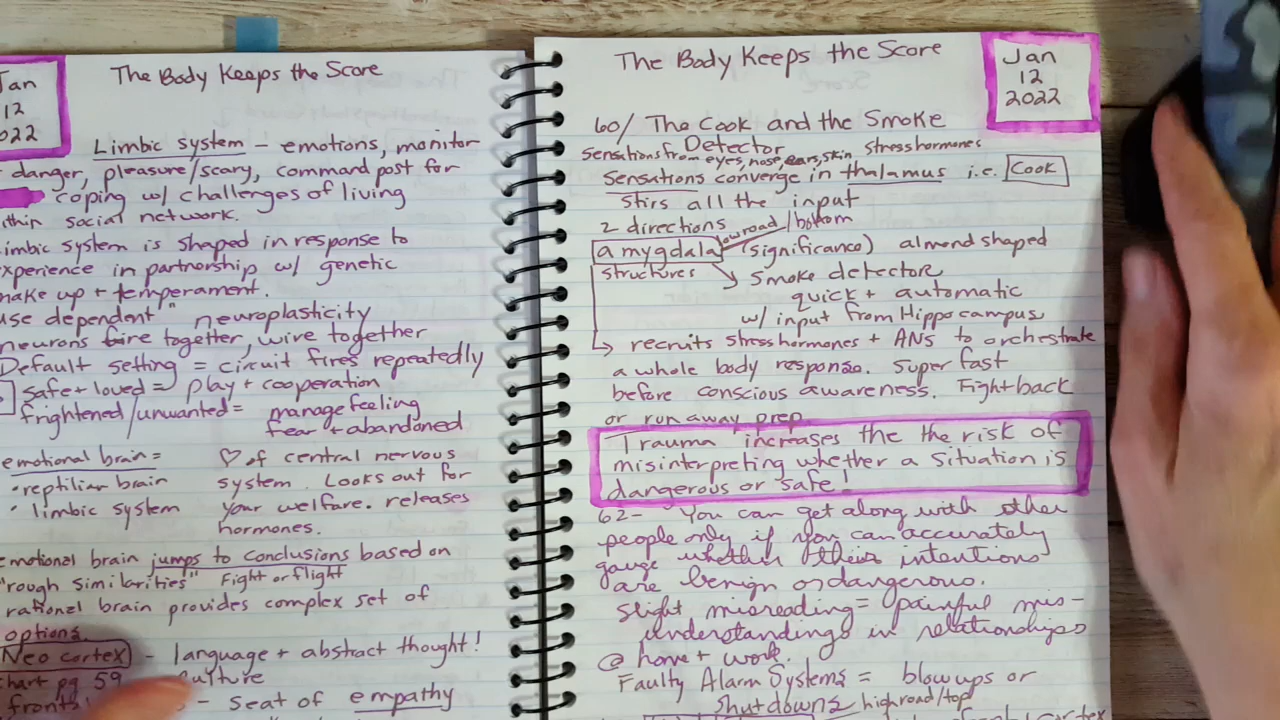 Jan
12
022
The Body Keeps the Score
Limbic system - emotions, monitor
danger, pleasure/scary, command post for
coping w/ challenges of living
ithin social network.
imbic system is shaped in response to
xperience in partnership w/ genetic
make up + temperament.
use dependent" neuroplasticity
neurons fire together, wire together
Default setting = circuit fires repeatedly
safe + loved = play + cooperation
frightened/unwanted = manage feeling
fear + abandoned
emotional brain = ♡ of central nervous
• reptilian brain system. Looks out for
• limbic system your welfare. releases
hormones.
emotional brain jumps to conclusions based on
"rough similarities" Fight or flight
rational brain provides complex set of
options.
Neo cortex - language + abstract thought!
chart pg 59 culture
- seat of empathy
The Body Keeps the Score
Jan
12
2022
60/ The Cook and the Smoke
Detector
sensations from eyes, nose, ears, skin, stress hormones
sensations converge in thalamus i.e. Cook
stirs all the input
2 directions low road/bottom
amygdala (significance) almond shaped
structures → smoke detector
quick + automatic
w/ input from Hippocampus
→ recruits stress hormones + ANs to orchestrate
a whole body response. Super fast
before conscious awareness. Fight back
or run away prep.
Trauma increases the the risk of
misinterpreting whether a situation is
dangerous or safe!
62- You can get along with other
people only if you can accurately
gauge whether their intentions
are benign or dangerous.
Slight misreading = painful mis-
understandings in relationships
@ home + work.
Faulty Alarm Systems = blowups or
Shutdowns high road/top
cortex